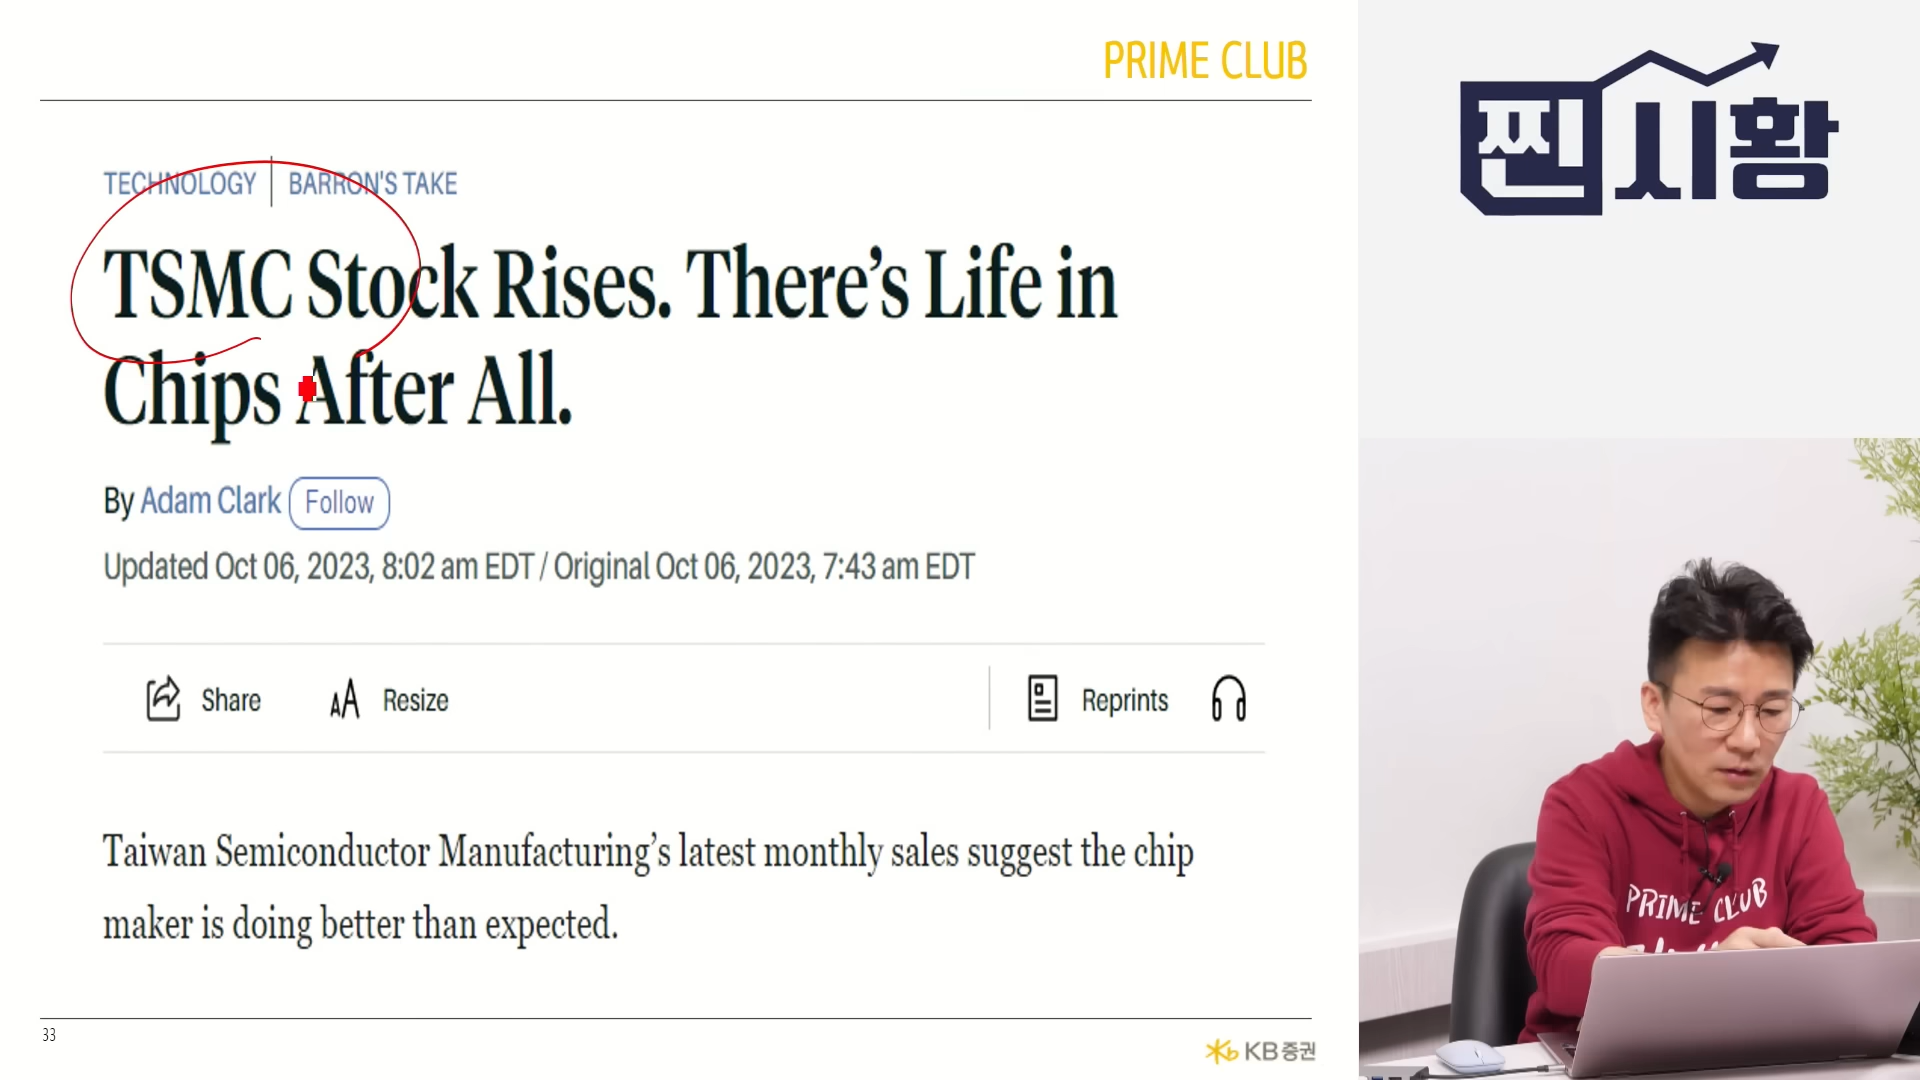 PRIME CLUB
찐시황
TECHNOLOGY | BARRON'S TAKE
TSMC Stock Rises. There’s Life in
Chips After All.
By Adam Clark Follow
Updated Oct 06, 2023, 8:02 am EDT / Original Oct 06, 2023, 7:43 am EDT
Share AA Resize Reprints
Taiwan Semiconductor Manufacturing’s latest monthly sales suggest the chip
maker is doing better than expected.
PRIME CLUB
33
KB증권